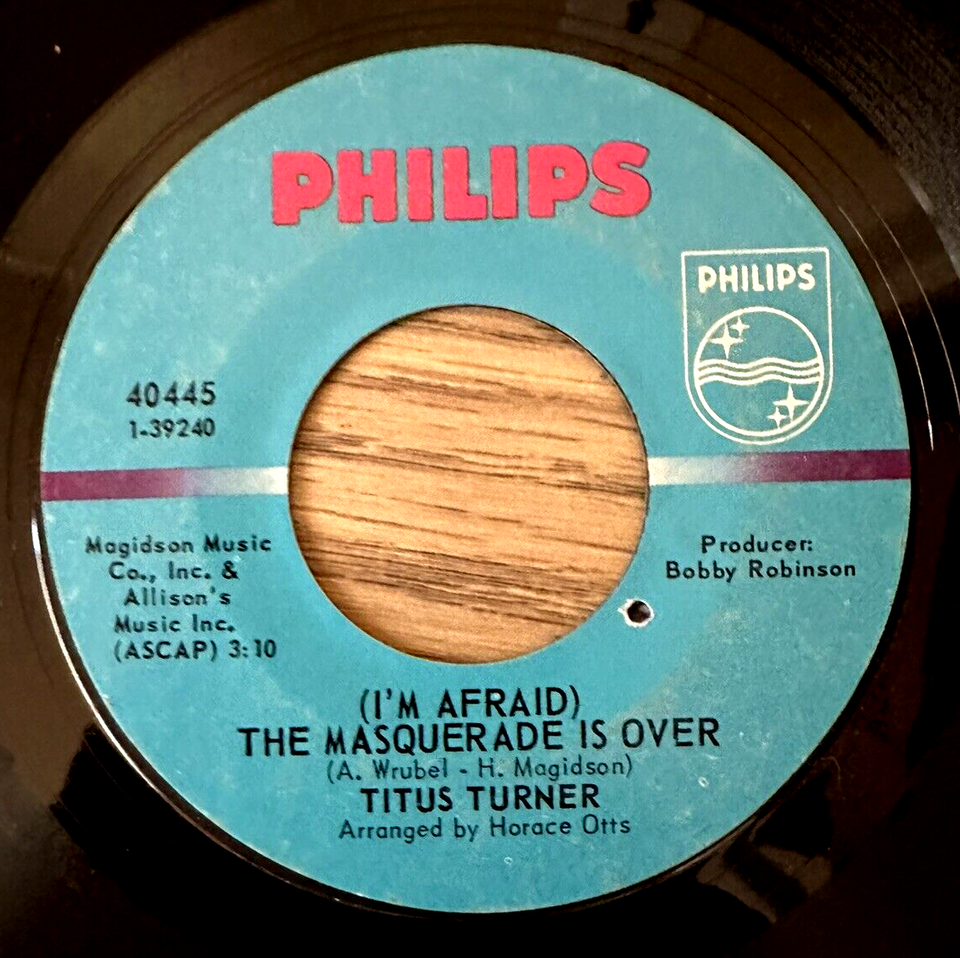 PHILIPS
PHILIPS
40445
1-39240
Magidson Music
Co., Inc. &
Allison's
Music Inc.
(ASCAP) 3:10
Producer:
Bobby Robinson
(I'M AFRAID)
THE MASQUERADE IS OVER
(A. Wrubel - H. Magidson)
TITUS TURNER
Arranged by Horace Otts